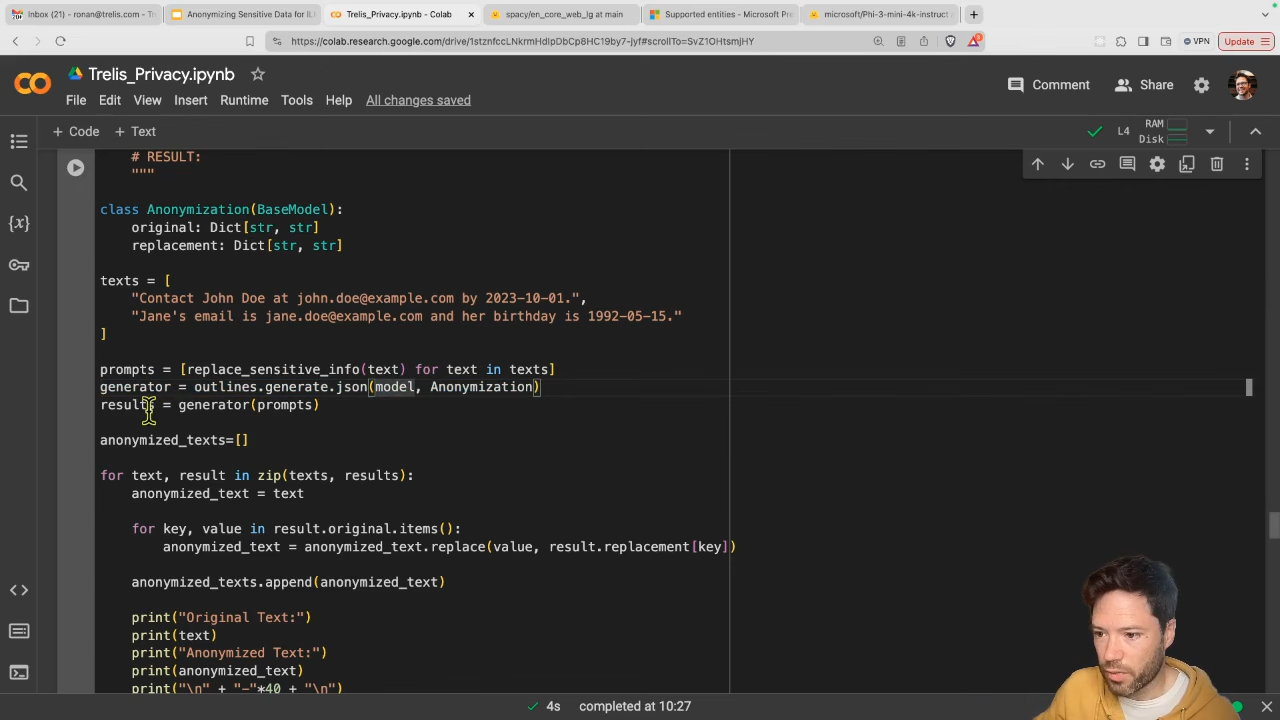 Inbox (21) - ronan@trelis.com - T
Anonymizing Sensitive Data for L
Trelis_Privacy.ipynb - Colab
spacy/en_core_web_lg at main
Supported entities - Microsoft Pre
microsoft/Phi-3-mini-4k-instruct
https://colab.research.google.com/drive/1stznfccLNkrmHdlpDbCp8HC19by7-jyf#scrollTo=SvZ1OHtsmjHY
VPN
Update
Trelis_Privacy.ipynb
Comment
Share
File Edit View Insert Runtime Tools Help All changes saved
+ Code + Text
L4
RAM
Disk
# RESULT:
"""
class Anonymization(BaseModel):
original: Dict[str, str]
replacement: Dict[str, str]
texts = [
"Contact John Doe at john.doe@example.com by 2023-10-01.",
"Jane's email is jane.doe@example.com and her birthday is 1992-05-15."
]
prompts = [replace_sensitive_info(text) for text in texts]
generator = outlines.generate.json(model, Anonymization)
results = generator(prompts)
anonymized_texts=[]
for text, result in zip(texts, results):
anonymized_text = text
for key, value in result.original.items():
anonymized_text = anonymized_text.replace(value, result.replacement[key])
anonymized_texts.append(anonymized_text)
print("Original Text:")
print(text)
print("Anonymized Text:")
print(anonymized_text)
print("\n" + "-"*40 + "\n")
4s completed at 10:27